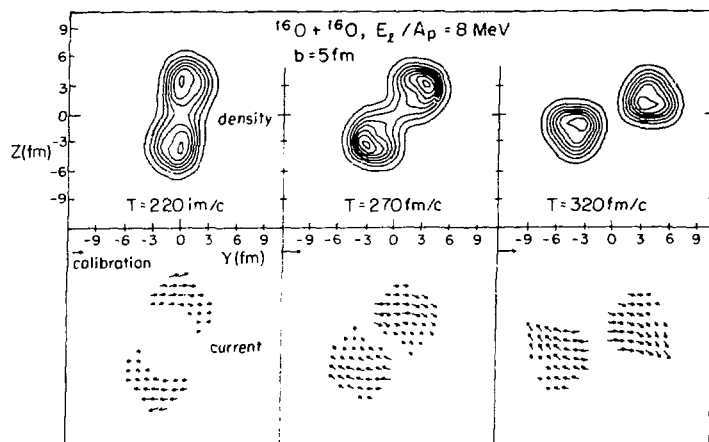 ¹⁶O + ¹⁶O, E_ℓ / A_p = 8 MeV
b = 5 fm
9
6
3
0
-3
-6
-9
Z(fm)
density
T = 220 im/c
T = 270 fm/c
T = 320 fm/c
-9 -6 -3 0 3 6 9
-9 -6 -3 0 3 6 9
-9 -6 -3 0 3 6 9
calibration
Y(fm)
current